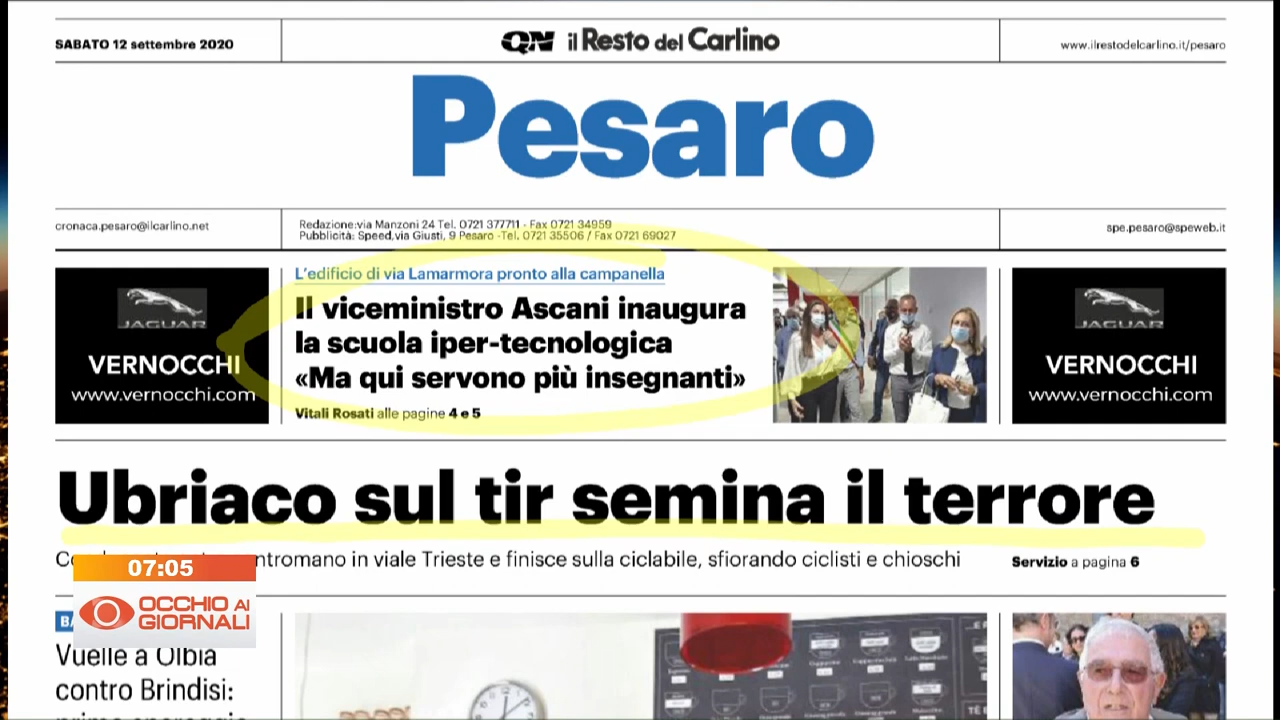 SABATO 12 settembre 2020
QN il Resto del Carlino
www.ilrestodelcarlino.it/pesaro
Pesaro
cronaca.pesaro@ilcarlino.net
Redazione:via Manzoni 24 Tel. 0721 377711 - Fax 0721 34959
Pubblicità: Speed,via Giusti, 9 Pesaro -Tel. 0721 35506 / Fax 0721 69027
spe.pesaro@speweb.it
JAGUAR
VERNOCCHI
www.vernocchi.com
L'edificio di via Lamarmora pronto alla campanella
Il viceministro Ascani inaugura
la scuola iper-tecnologica
«Ma qui servono più insegnanti»
Vitali Rosati alle pagine 4 e 5
JAGUAR
VERNOCCHI
www.vernocchi.com
Ubriaco sul tir semina il terrore
in viale Trieste e finisce sulla ciclabile, sfiorando ciclisti e chioschi
Servizio a pagina 6
07:05
OCCHIO AI
GIORNALI
Vuelle a Olbia
contro Brindisi: